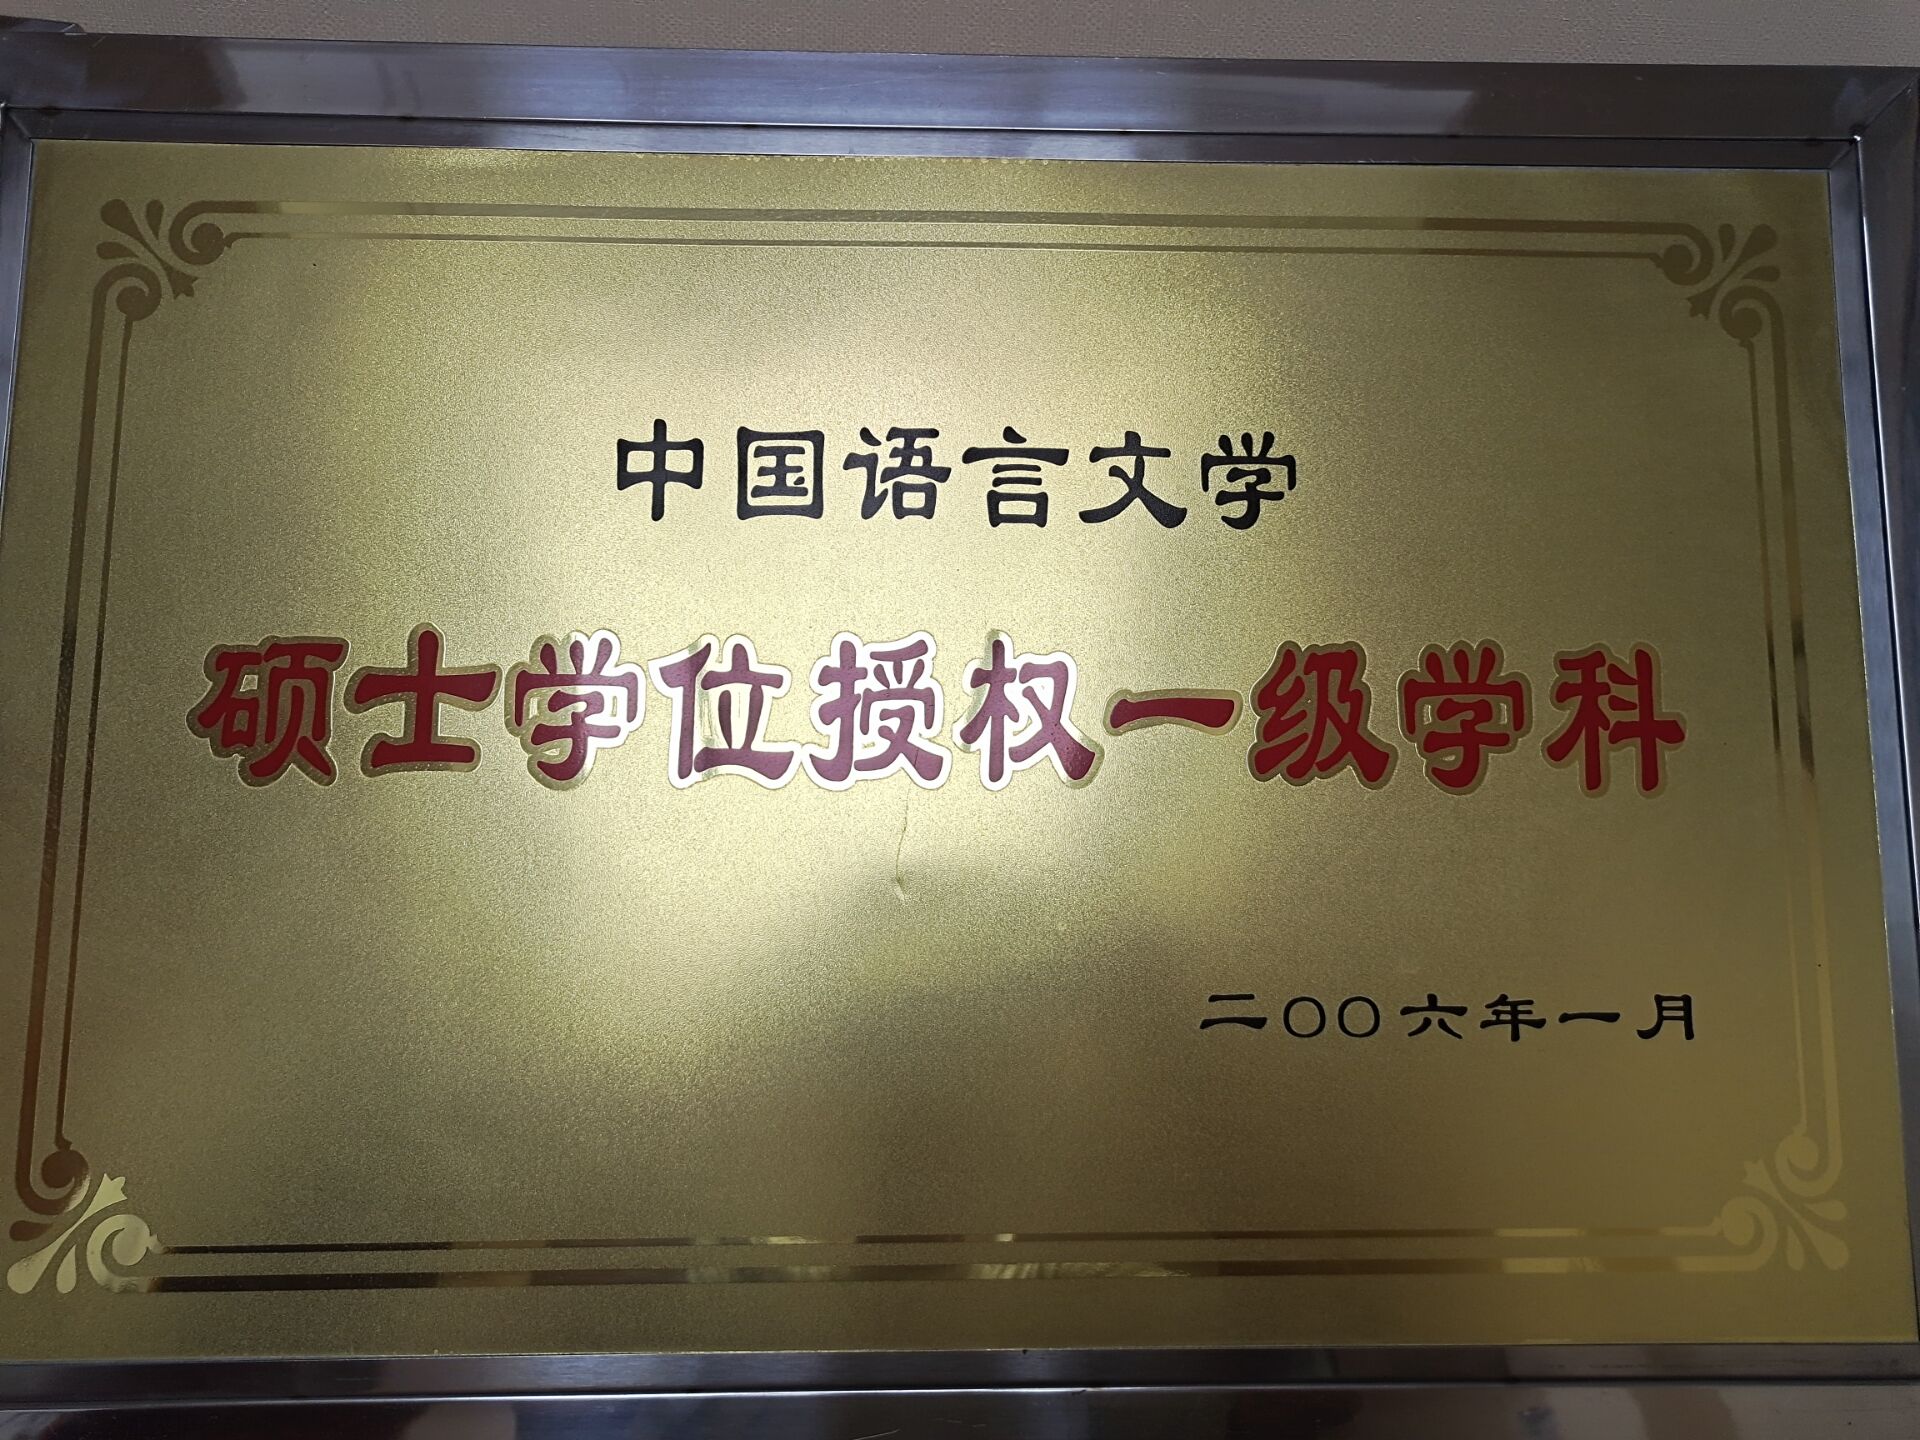 中国语言文学
硕士学位授权一级学科
二〇〇六年一月